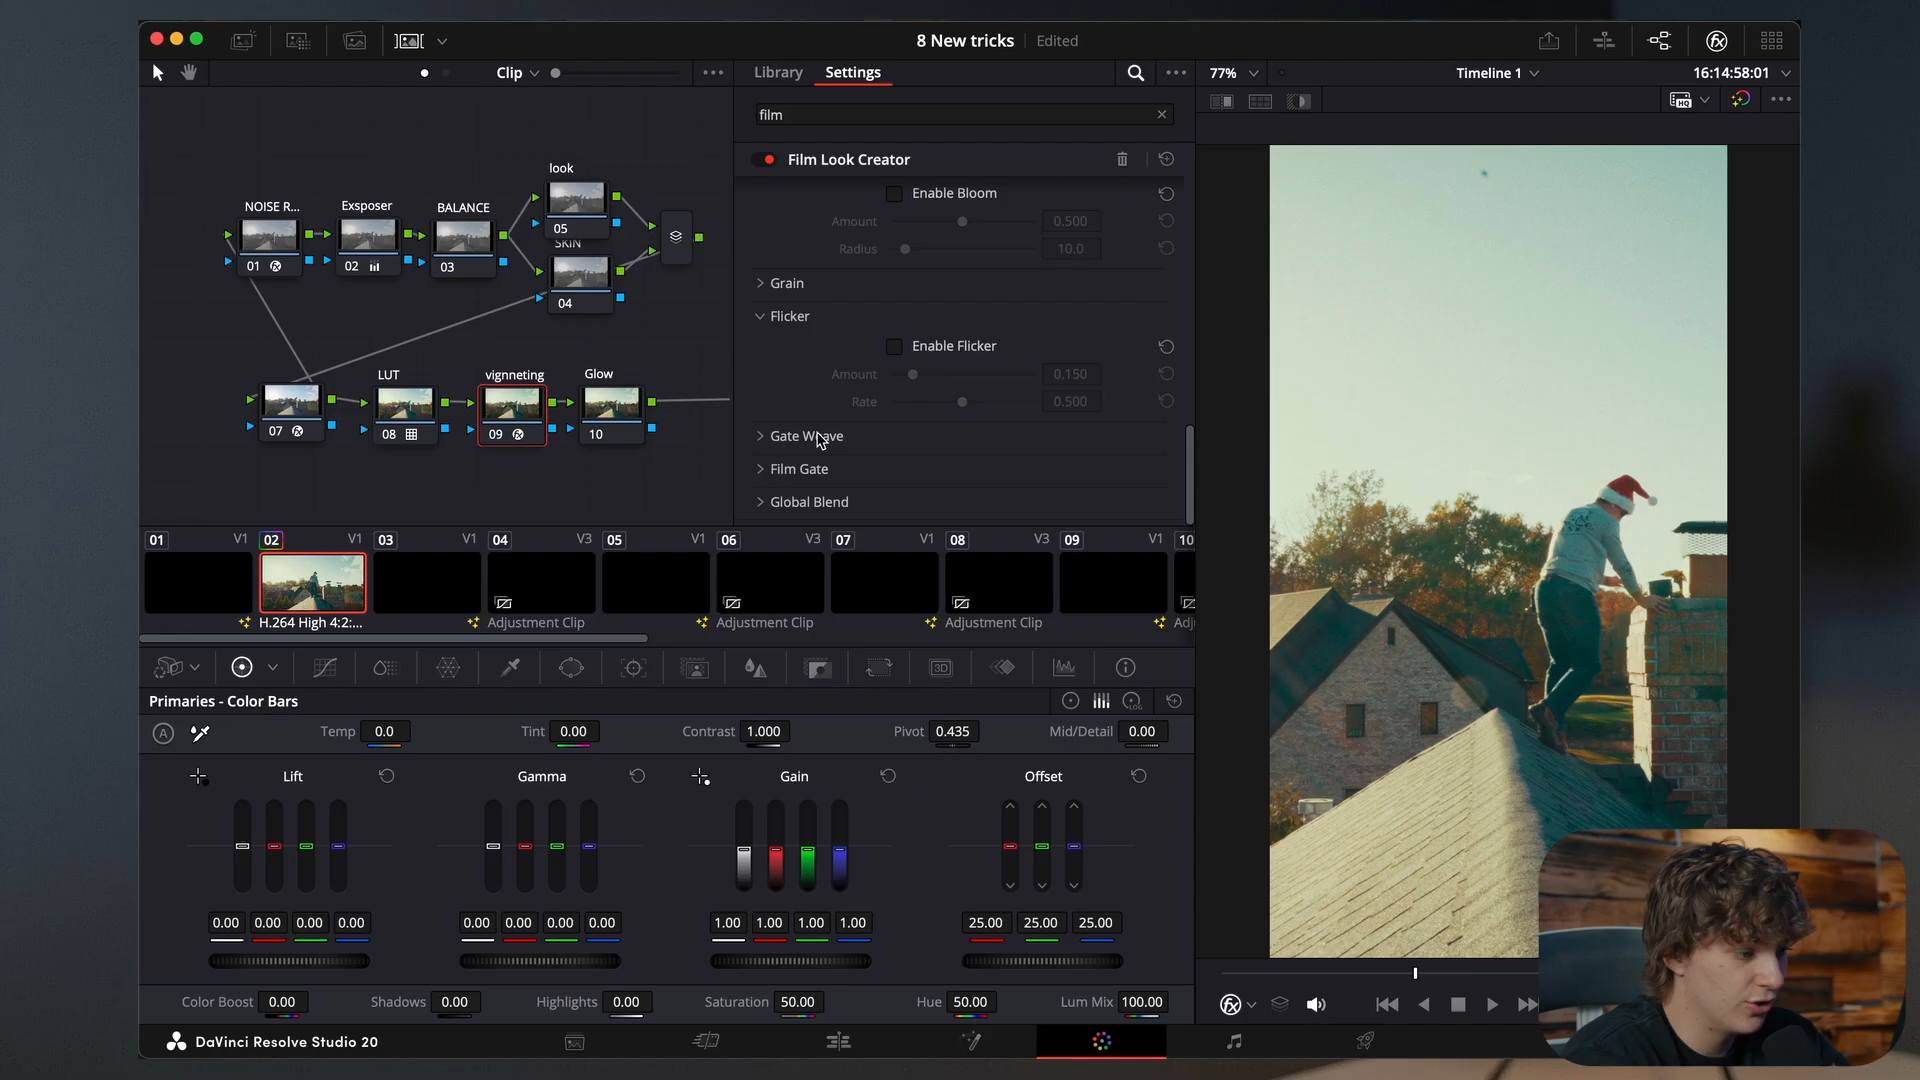 8 New tricks Edited
Clip
Library Settings
77%
Timeline 1
16:14:58:01
film
Film Look Creator
Enable Bloom
Amount 0.500
Radius 10.0
Grain
Flicker
Enable Flicker
Amount 0.150
Rate 0.500
Gate Weave
Film Gate
Global Blend
look
NOISE R... Exsposer BALANCE
05
SKIN
01 02 03
04
LUT vignneting Glow
07 08 09 10
01 V1 02 V1 03 V1 04 V3 05 V1 06 V3 07 V1 08 V3 09 V1 10
H.264 High 4:2:... Adjustment Clip Adjustment Clip Adjustment Clip Adj
Primaries - Color Bars
LOG
3D
A Temp 0.0 Tint 0.00 Contrast 1.000 Pivot 0.435 Mid/Detail 0.00
Lift Gamma Gain Offset
0.00 0.00 0.00 0.00 0.00 0.00 0.00 0.00 1.00 1.00 1.00 1.00 25.00 25.00 25.00
Color Boost 0.00 Shadows 0.00 Highlights 0.00 Saturation 50.00 Hue 50.00 Lum Mix 100.00
DaVinci Resolve Studio 20
HQ